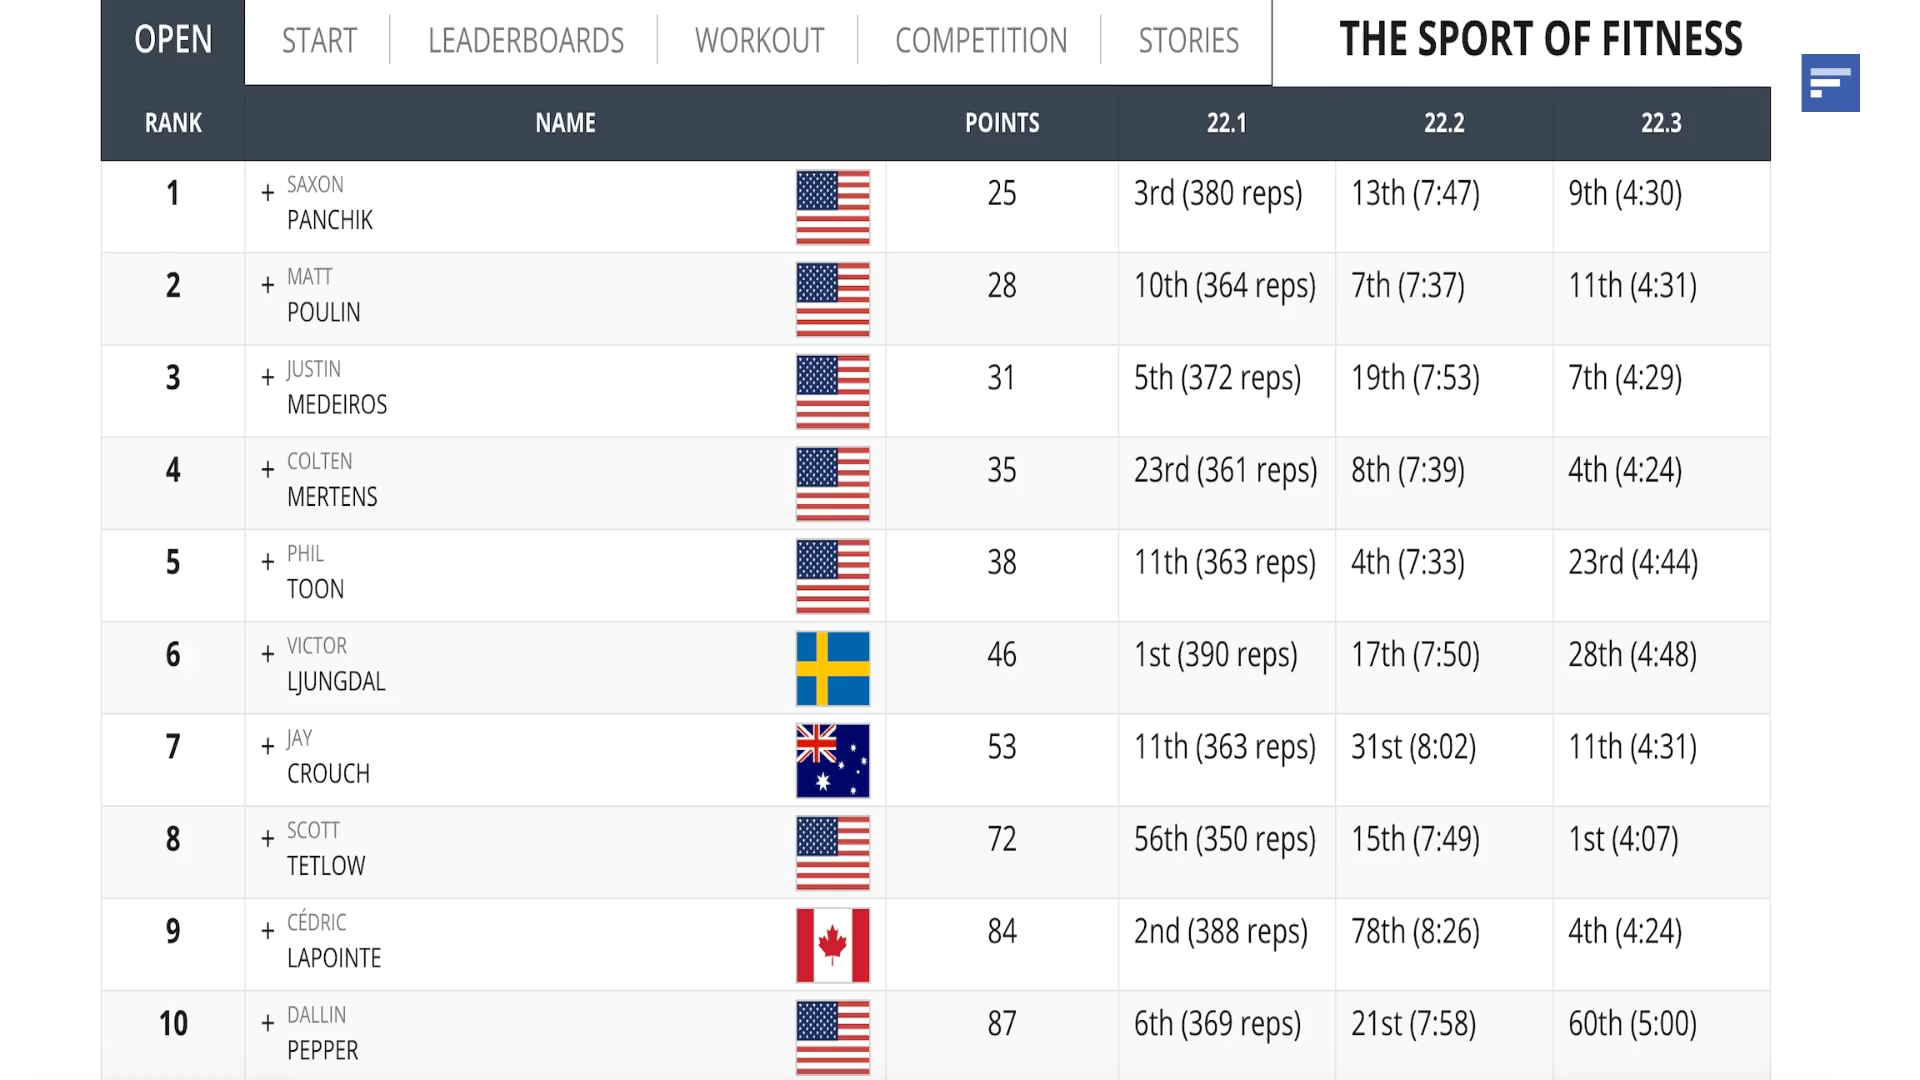 OPEN START LEADERBOARDS WORKOUT COMPETITION STORIES THE SPORT OF FITNESS
RANK NAME POINTS 22.1 22.2 22.3
1 + SAXON PANCHIK 25 3rd (380 reps) 13th (7:47) 9th (4:30)
2 + MATT POULIN 28 10th (364 reps) 7th (7:37) 11th (4:31)
3 + JUSTIN MEDEIROS 31 5th (372 reps) 19th (7:53) 7th (4:29)
4 + COLTEN MERTENS 35 23rd (361 reps) 8th (7:39) 4th (4:24)
5 + PHIL TOON 38 11th (363 reps) 4th (7:33) 23rd (4:44)
6 + VICTOR LJUNGDAL 46 1st (390 reps) 17th (7:50) 28th (4:48)
7 + JAY CROUCH 53 11th (363 reps) 31st (8:02) 11th (4:31)
8 + SCOTT TETLOW 72 56th (350 reps) 15th (7:49) 1st (4:07)
9 + CÉDRIC LAPOINTE 84 2nd (388 reps) 78th (8:26) 4th (4:24)
10 + DALLIN PEPPER 87 6th (369 reps) 21st (7:58) 60th (5:00)